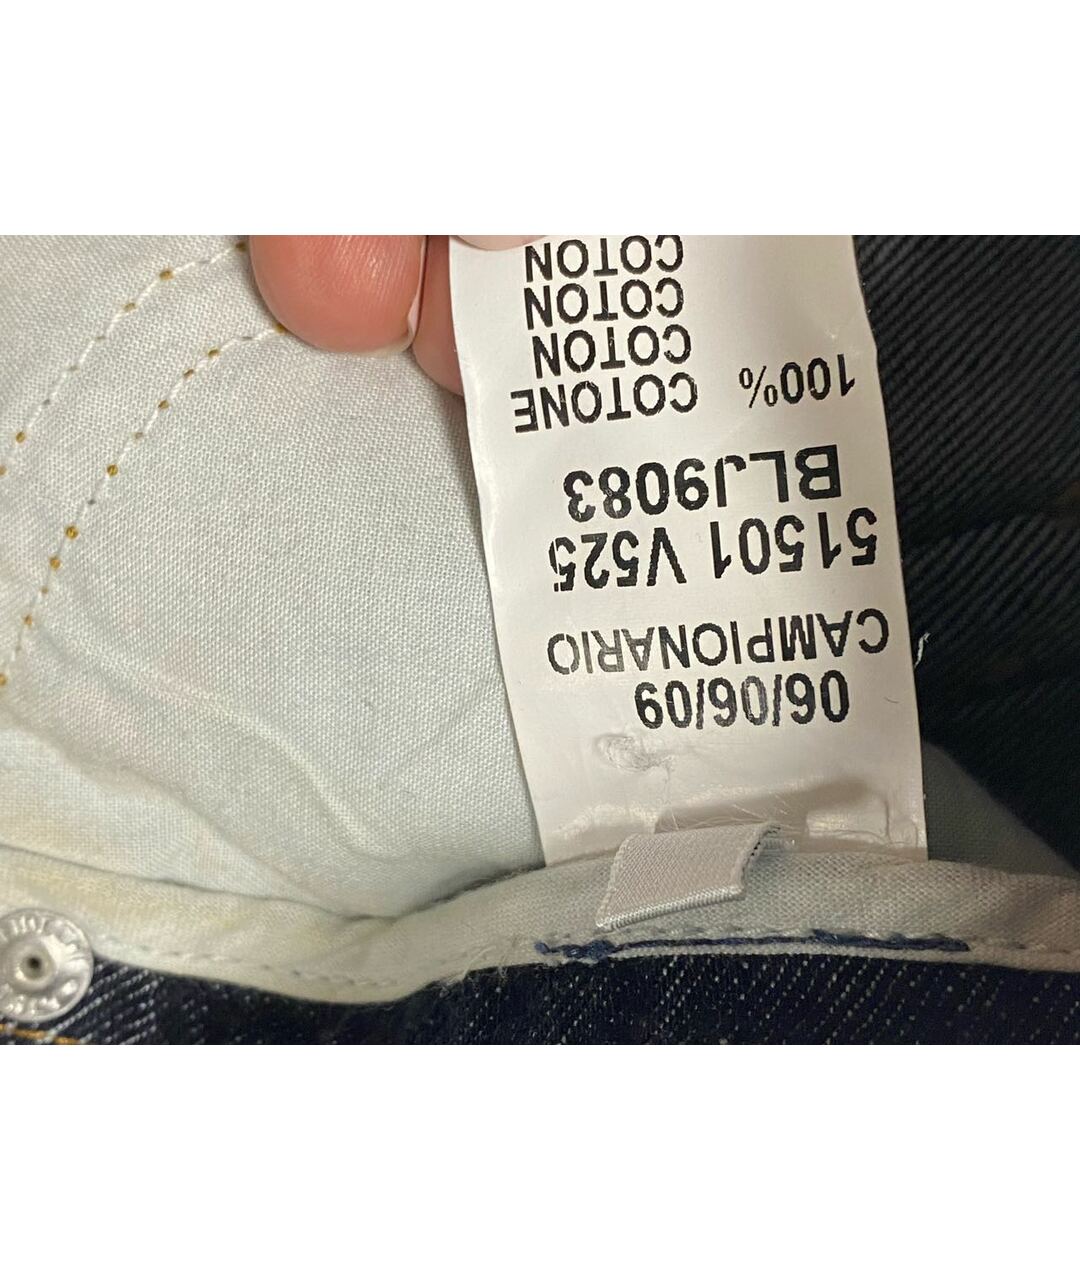 06/06/09
CAMPIONARIO
51501 V525
BLJ9083
100% COTONE
COTON
COTON
COTON